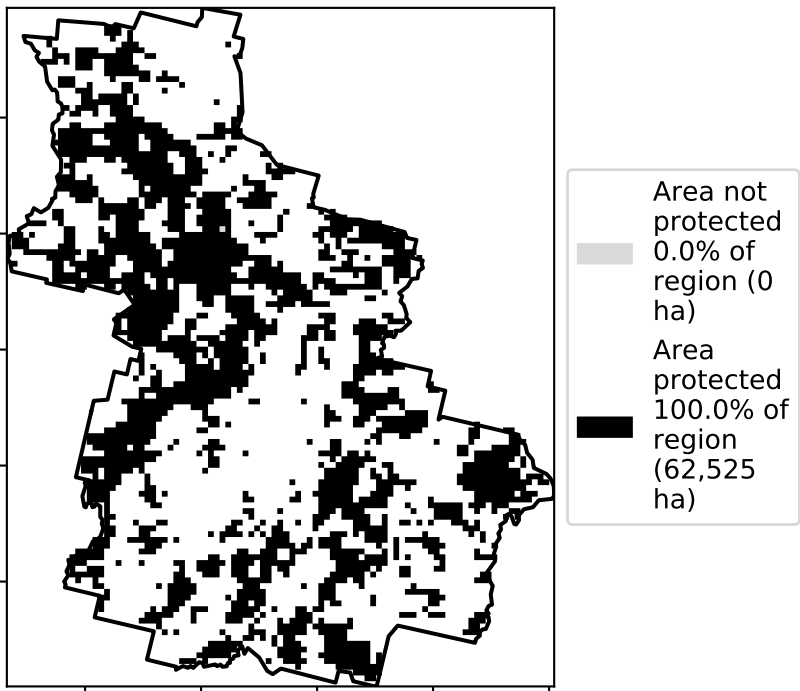 Area not
protected
0.0% of
region (0
ha)
Area
protected
100.0% of
region
(62,525
ha)